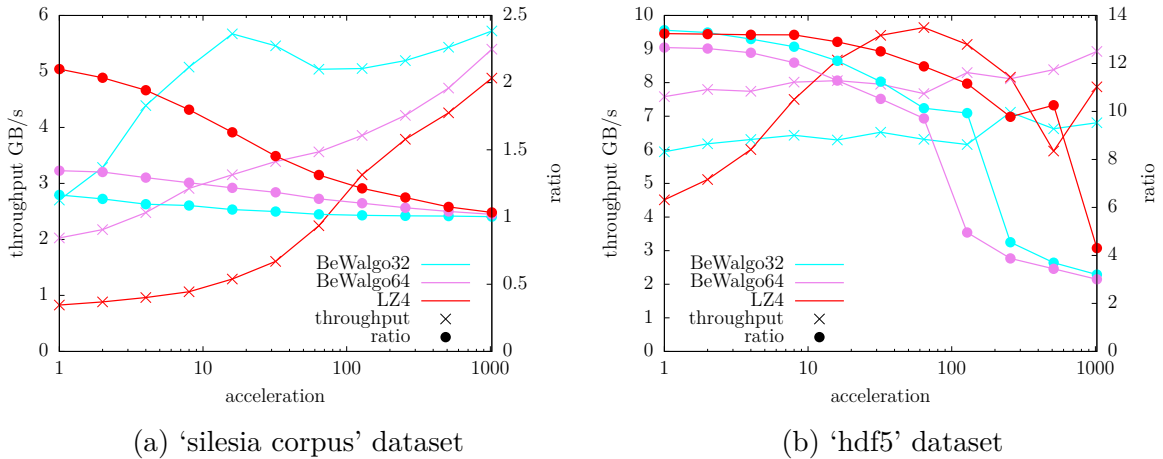 throughput GB/s
6
5
4
3
2
1
0
2.5
2
1.5
1
0.5
0
ratio
BeWalgo32
BeWalgo64
LZ4
throughput
ratio
1 10 100 1000
acceleration
(a) ‘silesia corpus’ dataset
throughput GB/s
10
9
8
7
6
5
4
3
2
1
0
14
12
10
8
6
4
2
0
ratio
BeWalgo32
BeWalgo64
LZ4
throughput
ratio
1 10 100 1000
acceleration
(b) ‘hdf5’ dataset